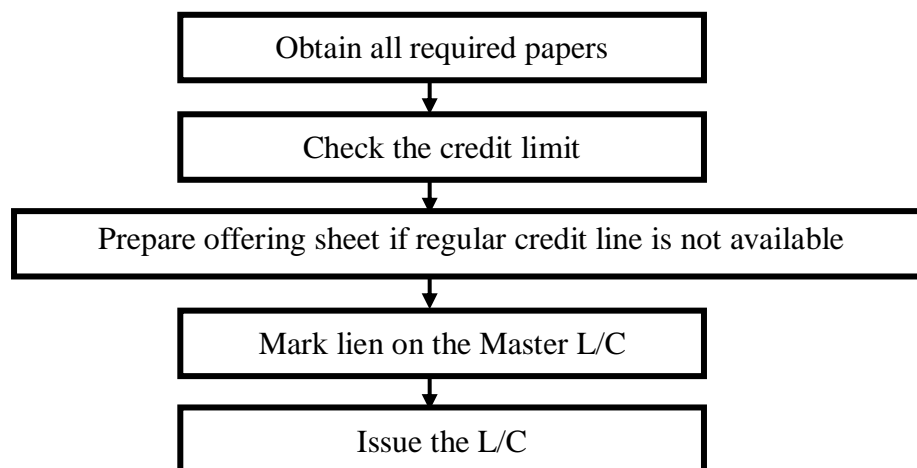 Obtain all required papers
Check the credit limit
Prepare offering sheet if regular credit line is not available
Mark lien on the Master L/C
Issue the L/C